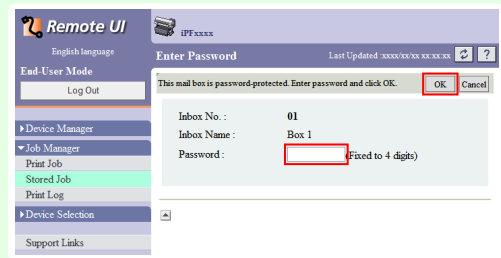 Remote UI
English language
End-User Mode
Log Out
Device Manager
Job Manager
Print Job
Stored Job
Print Log
Device Selection
Support Links
iPFxxxx
Enter Password
Last Updated :xxxx/xx/xx xx:xx:xx
?
This mail box is password-protected. Enter password and click OK.
OK
Cancel
Inbox No. : 01
Inbox Name : Box 1
Password : (Fixed to 4 digits)